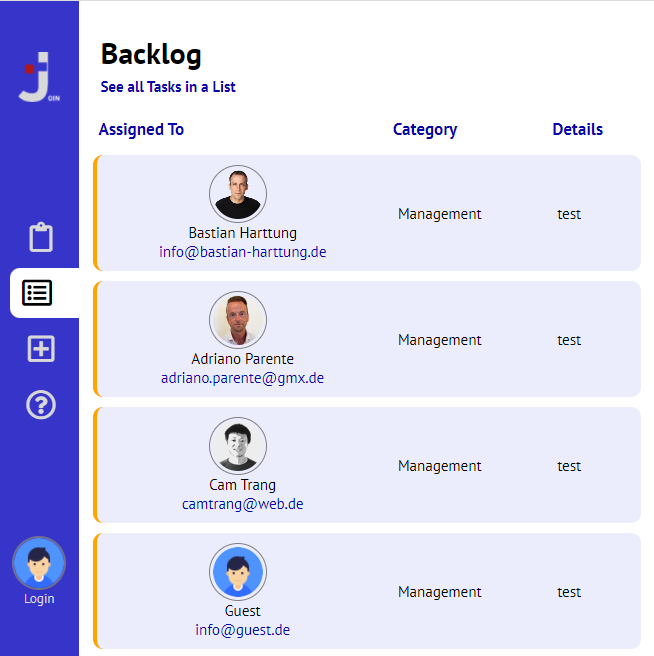 Backlog
See all Tasks in a List
Assigned To Category Details
Bastian Harttung
info@bastian-harttung.de
Management test
Adriano Parente
adriano.parente@gmx.de
Management test
Cam Trang
camtrang@web.de
Management test
Guest
info@guest.de
Management test
j
OIN
Login